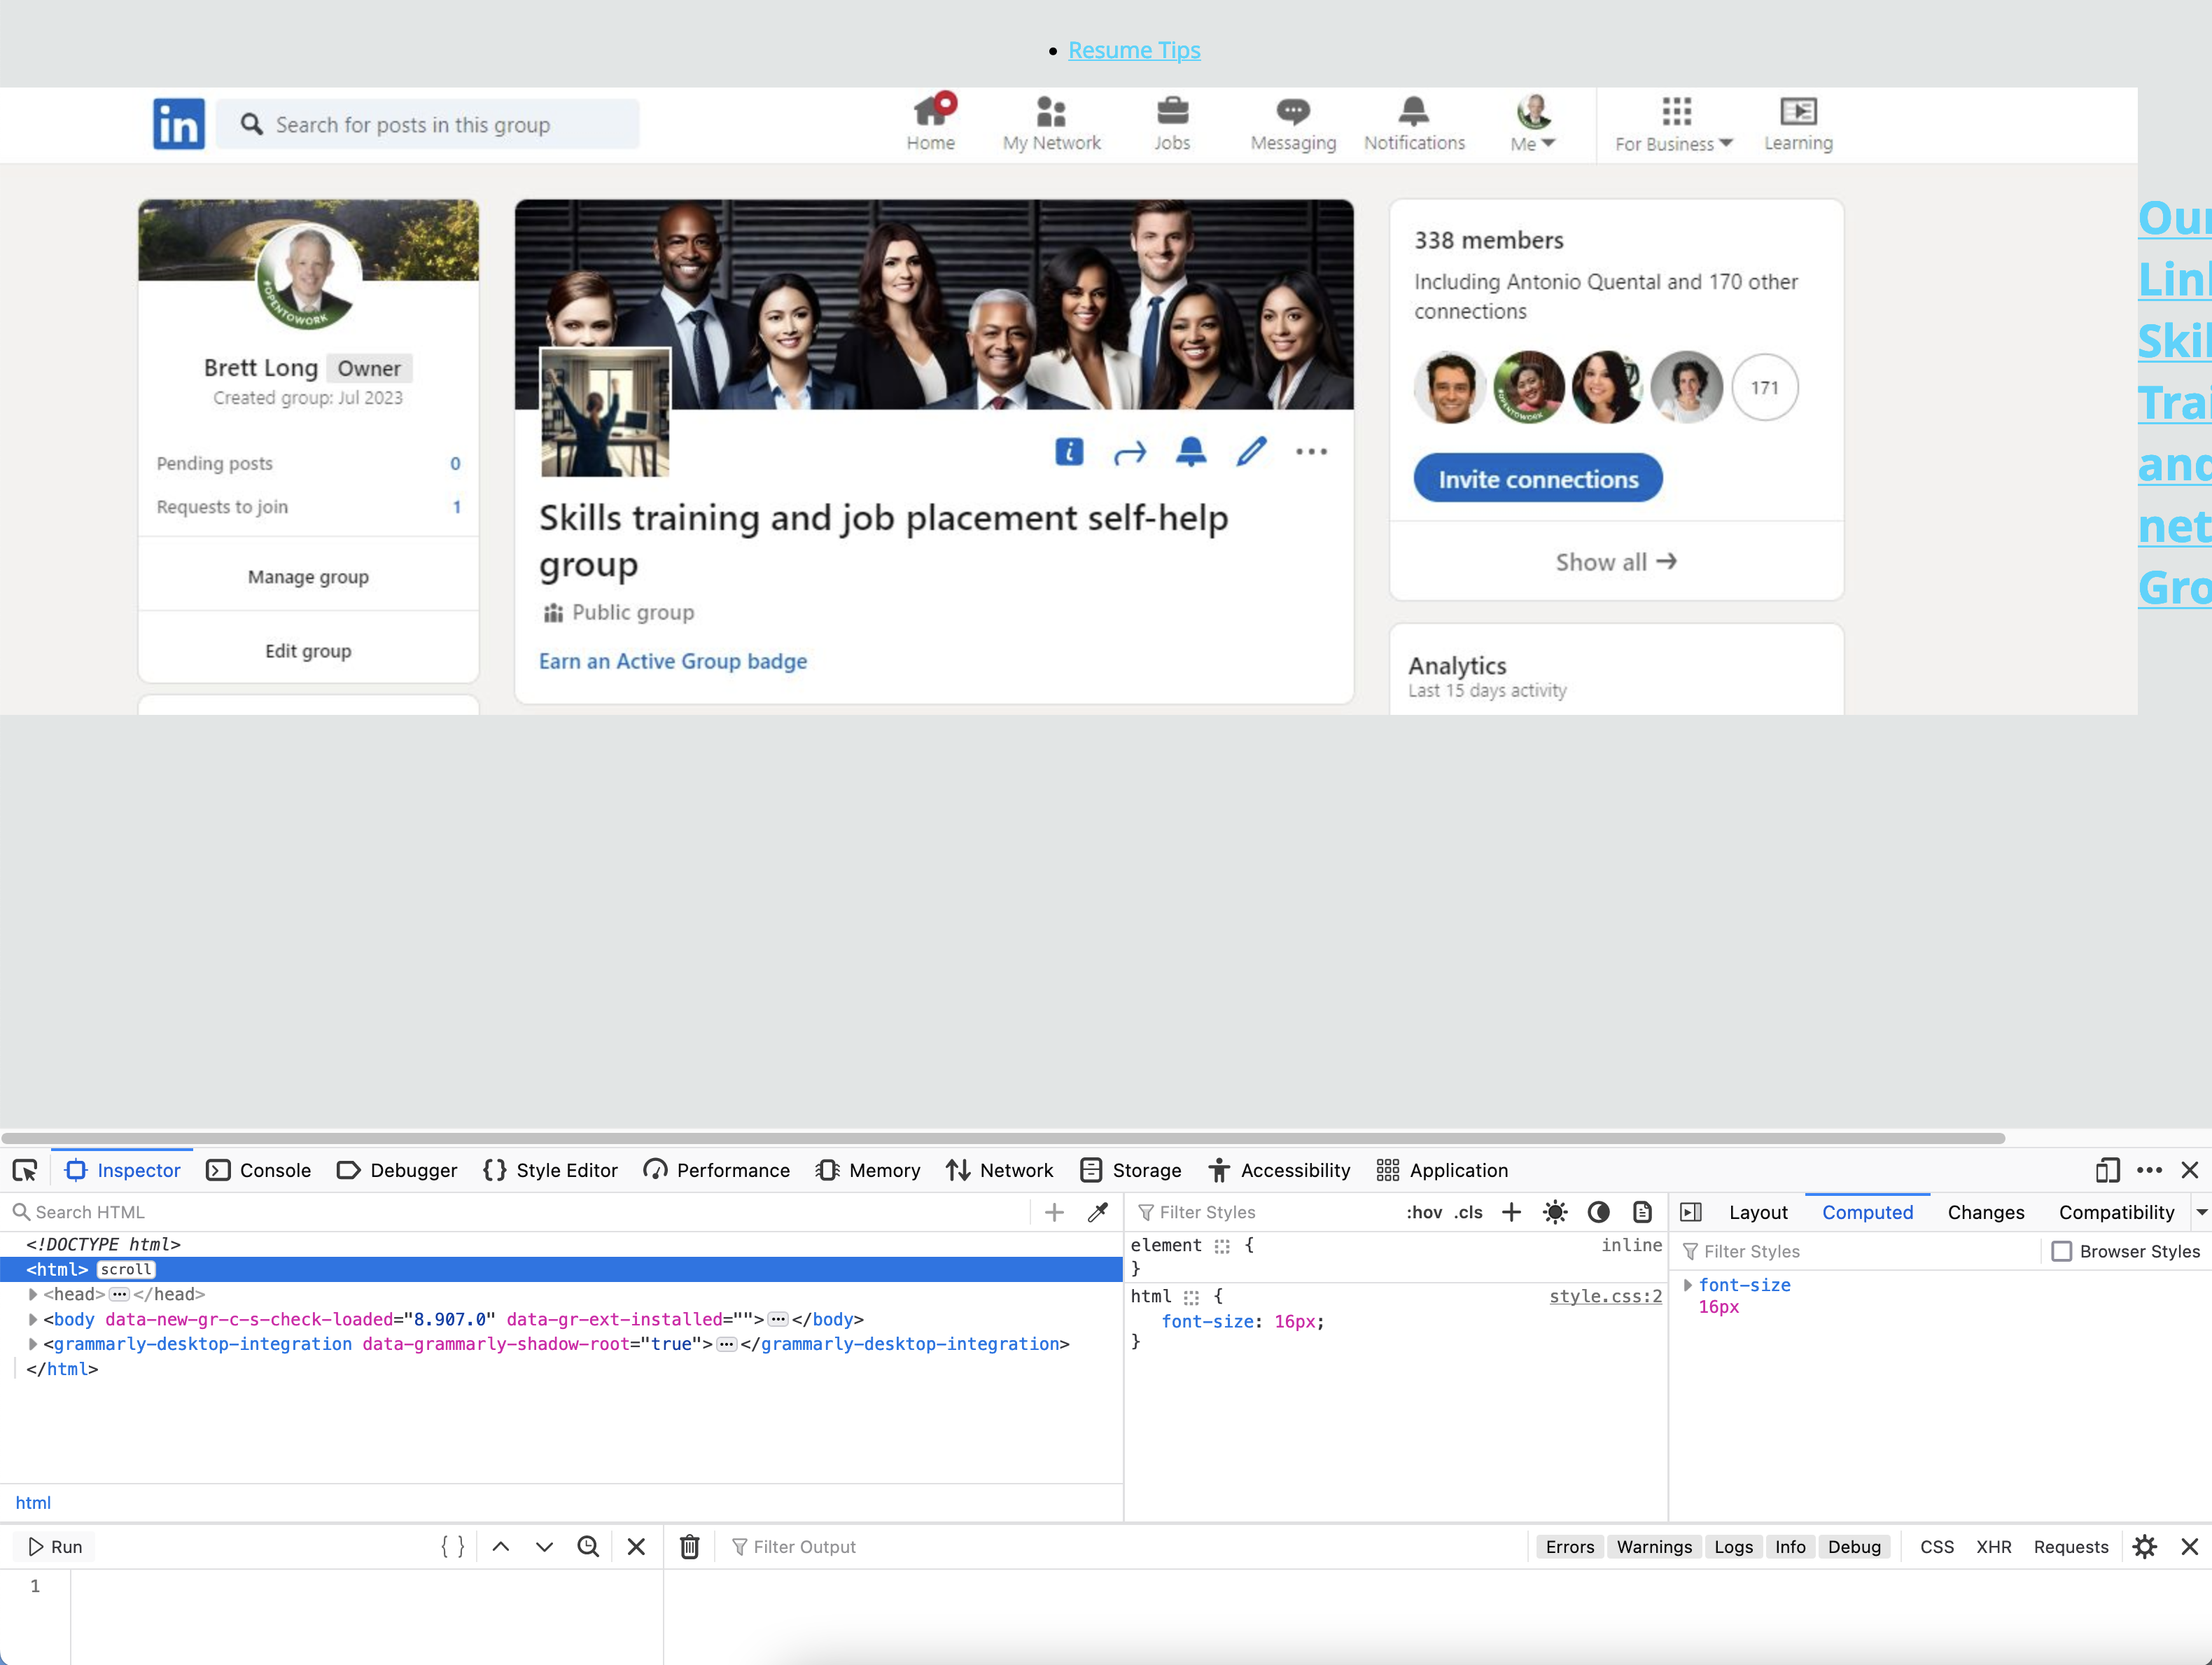 • Resume Tips
in
Search for posts in this group
Home
My Network
Jobs
Messaging
Notifications
Me
For Business
Learning
#OPENTOWORK
Brett Long Owner
Created group: Jul 2023
Pending posts 0
Requests to join 1
Manage group
Edit group
Skills training and job placement self-help
group
Public group
Earn an Active Group badge
338 members
Including Antonio Quental and 170 other
connections
171
Invite connections
Show all →
Analytics
Last 15 days activity
Our
Lin
Skil
Trai
and
net
Gro
Inspector Console Debugger {} Style Editor Performance Memory Network Storage Accessibility Application
Search HTML
<!DOCTYPE html>
<html> scroll
<head> ··· </head>
<body data-new-gr-c-s-check-loaded="8.907.0" data-gr-ext-installed=""> ··· </body>
<grammarly-desktop-integration data-grammarly-shadow-root="true"> ··· </grammarly-desktop-integration>
</html>
html
Filter Styles :hov .cls
element { inline
}
html { style.css:2
font-size: 16px;
}
Layout Computed Changes Compatibility
Filter Styles Browser Styles
font-size
16px
Run { }
Filter Output Errors Warnings Logs Info Debug CSS XHR Requests
1